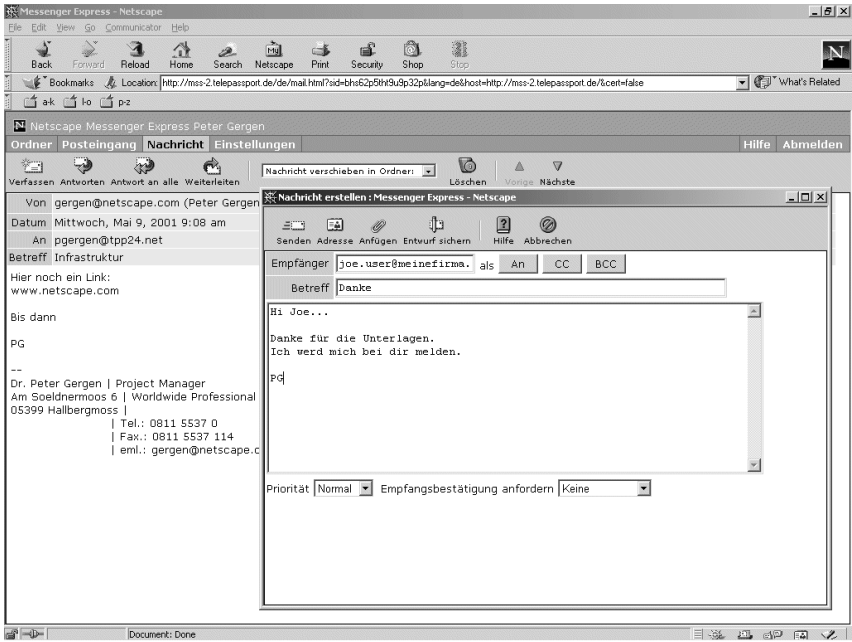 Messenger Express - Netscape
File Edit View Go Communicator Help
Back Forward Reload Home Search Netscape Print Security Shop Stop
Bookmarks Location: http://mss-2.telepassport.de/de/mail.html?sid=bhs62p5tht9u9p32p&lang=de&host=http://mss-2.telepassport.de/&cert=false What's Related
a-k l-o p-z
Netscape Messenger Express Peter Gergen
Ordner Posteingang Nachricht Einstellungen Hilfe Abmelden
Verfassen Antworten Antwort an alle Weiterleiten Nachricht verschieben in Ordner: Löschen Vorige Nächste
Von gergen@netscape.com (Peter Gergen
Datum Mittwoch, Mai 9, 2001 9:08 am
An pgergen@tpp24.net
Betreff Infrastruktur
Hier noch ein Link:
www.netscape.com
Bis dann
PG
--
Dr. Peter Gergen | Project Manager
Am Soeldnermoos 6 | Worldwide Professional
05399 Hallbergmoss |
| Tel.: 0811 5537 0
| Fax.: 0811 5537 114
| eml.: gergen@netscape.c
Nachricht erstellen : Messenger Express - Netscape
Senden Adresse Anfügen Entwurf sichern Hilfe Abbrechen
Empfänger joe.user@meinefirma. als An CC BCC
Betreff Danke
Hi Joe...
Danke für die Unterlagen.
Ich werd mich bei dir melden.
PG
Priorität Normal Empfangsbestätigung anfordern Keine
Document: Done